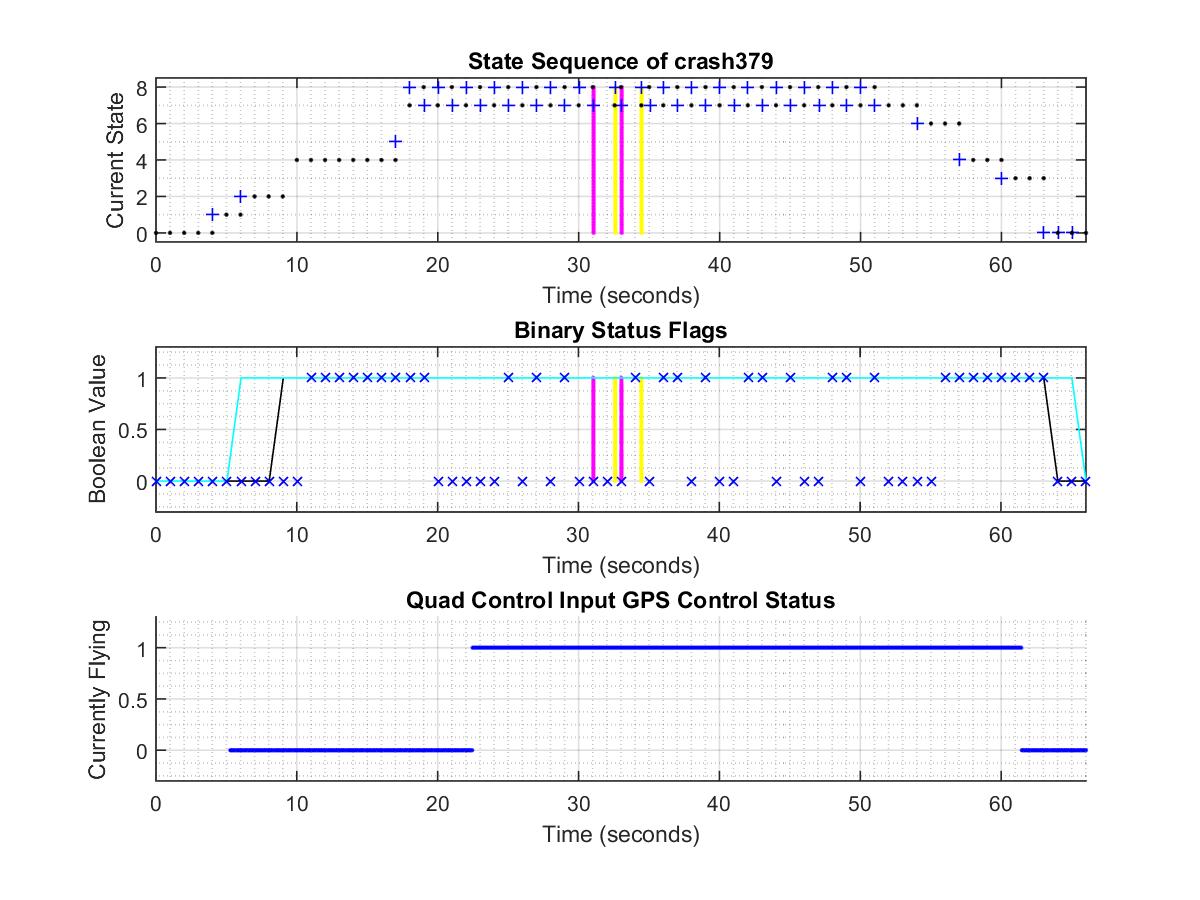 State Sequence of crash379
8
6
4
2
0
Current State
0 10 20 30 40 50 60
Time (seconds)
Binary Status Flags
1
0.5
0
Boolean Value
0 10 20 30 40 50 60
Time (seconds)
Quad Control Input GPS Control Status
1
0.5
0
Currently Flying
0 10 20 30 40 50 60
Time (seconds)